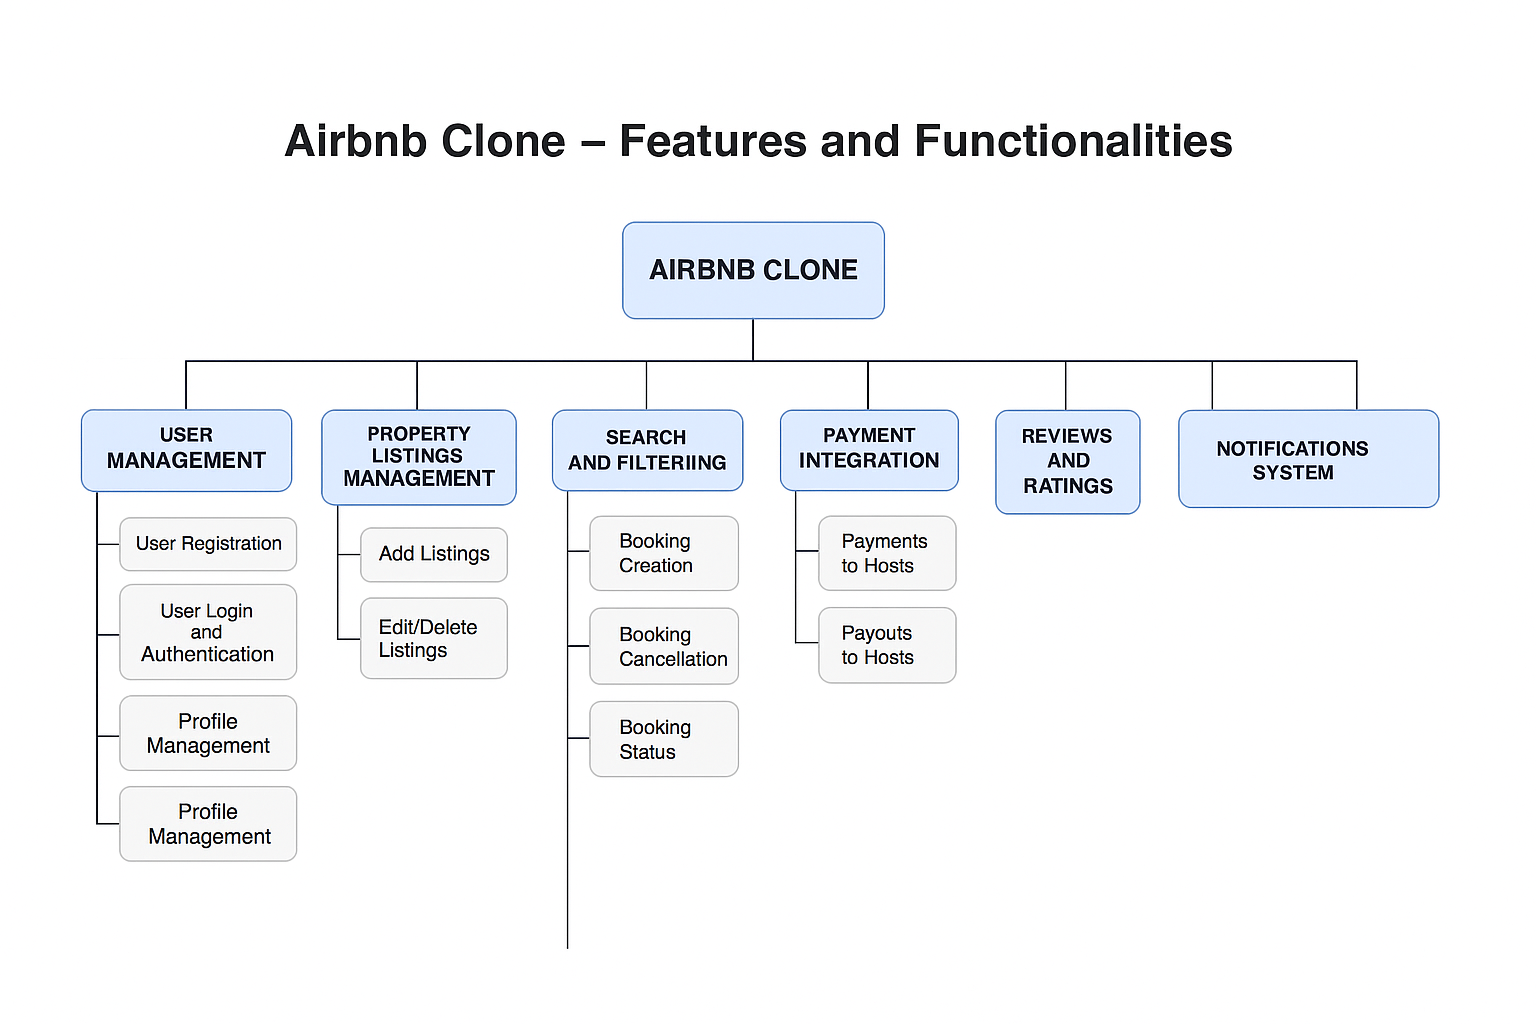 Airbnb Clone – Features and Functionalities
AIRBNB CLONE
USER
MANAGEMENT
User Registration
User Login
and
Authentication
Profile
Management
Profile
Management
PROPERTY
LISTINGS
MANAGEMENT
Add Listings
Edit/Delete
Listings
SEARCH
AND FILTERIING
Booking
Creation
Booking
Cancellation
Booking
Status
PAYMENT
INTEGRATION
Payments
to Hosts
Payouts
to Hosts
REVIEWS
AND
RATINGS
NOTIFICATIONS
SYSTEM